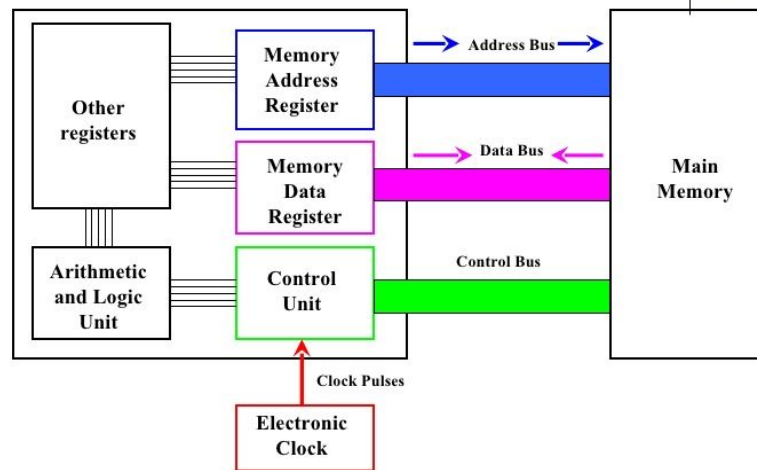 Memory
Address
Register
Address Bus
Other
registers
Memory
Data
Register
Data Bus
Main
Memory
Arithmetic
and Logic
Unit
Control
Unit
Control Bus
Clock Pulses
Electronic
Clock